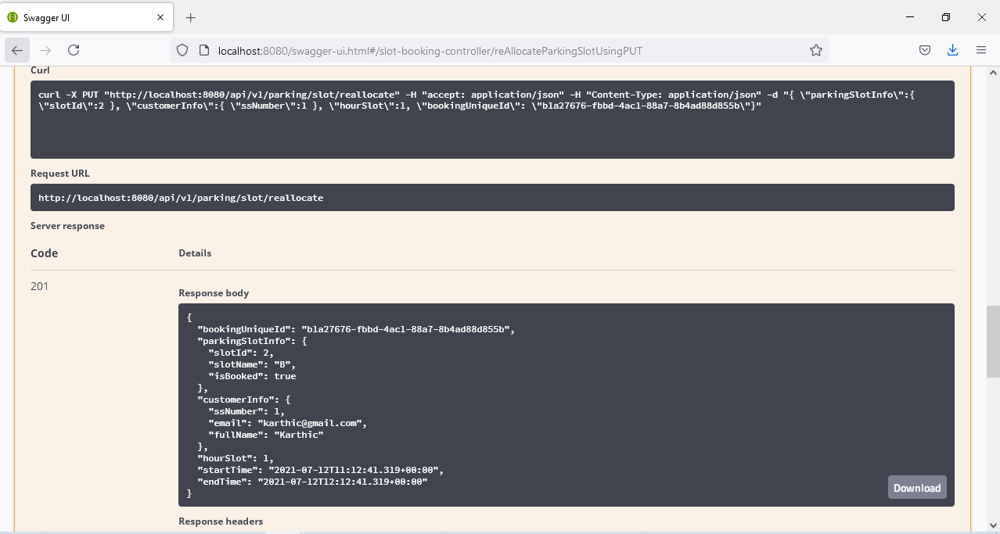 Swagger UI
localhost:8080/swagger-ui.html#/slot-booking-controller/reAllocateParkingSlotUsingPUT
Curl
curl -X PUT "http://localhost:8080/api/v1/parking/slot/reallocate" -H "accept: application/json" -H "Content-Type: application/json" -d "{ \"parkingSlotInfo\":{
\"slotId\":2 }, \"customerInfo\":{ \"ssNumber\":1 }, \"hourSlot\":1, \"bookingUniqueId\": \"b1a27676-fbbd-4ac1-88a7-8b4ad88d855b\"}"
Request URL
http://localhost:8080/api/v1/parking/slot/reallocate
Server response
Code Details
201
Response body
{
"bookingUniqueId": "b1a27676-fbbd-4ac1-88a7-8b4ad88d855b",
"parkingSlotInfo": {
"slotId": 2,
"slotName": "B",
"isBooked": true
},
"customerInfo": {
"ssNumber": 1,
"email": "karthic@gmail.com",
"fullName": "Karthic"
},
"hourSlot": 1,
"startTime": "2021-07-12T11:12:41.319+00:00",
"endTime": "2021-07-12T12:12:41.319+00:00"
}
Download
Response headers